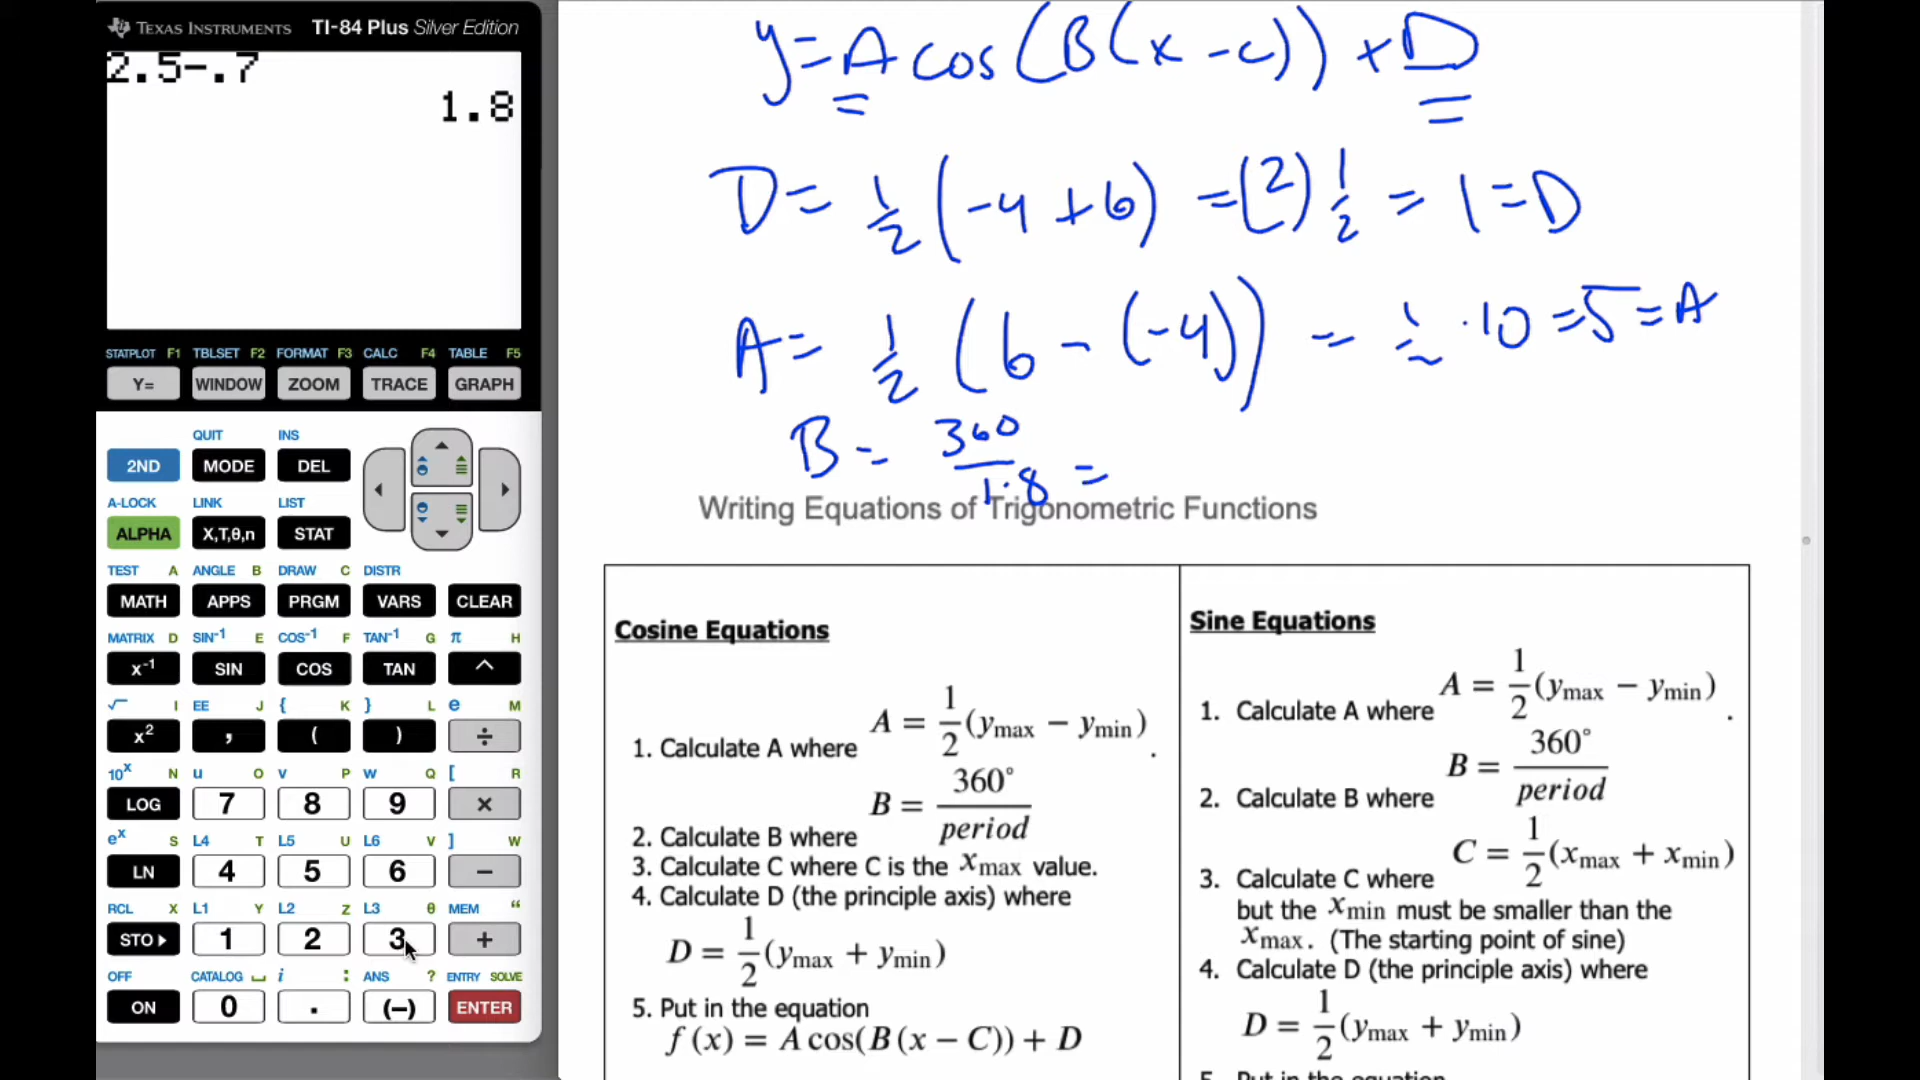 TEXAS INSTRUMENTS TI-84 Plus Silver Edition
2.5-.7
1.8
STATPLOT F1 TBLSET F2 FORMAT F3 CALC F4 TABLE F5
Y= WINDOW ZOOM TRACE GRAPH
QUIT INS
2ND MODE DEL
A-LOCK LINK LIST
ALPHA X,T,θ,n STAT
TEST A ANGLE B DRAW C DISTR
MATH APPS PRGM VARS CLEAR
MATRIX D SIN-1 E COS-1 F TAN-1 G π H
x-1 SIN COS TAN ^
√ I EE J { K } L e M
x2 , ( ) ÷
10x N u O v P w Q [ R
LOG 7 8 9 ×
ex S L4 T L5 U L6 V ] W
LN 4 5 6 −
RCL X L1 Y L2 Z L3 θ MEM “
STO▸ 1 2 3 +
OFF CATALOG ⎵ i : ANS ? ENTRY SOLVE
ON 0 . (−) ENTER
y=A cos(B(x-c))+D
D= 1/2 (-4+6) =(2)1/2 = 1=D
A= 1/2 (6-(-4)) = 1/2 ·10 =5=A
B= 360/1.8 =
Writing Equations of Trigonometric Functions
Cosine Equations
1. Calculate A where A = 1/2(ymax − ymin) .
2. Calculate B where B = 360°/period
3. Calculate C where C is the xmax value.
4. Calculate D (the principle axis) where
D = 1/2(ymax + ymin)
5. Put in the equation
f (x) = A cos(B(x − C)) + D
Sine Equations
1. Calculate A where A = 1/2(ymax − ymin) .
2. Calculate B where B = 360°/period
3. Calculate C where C = 1/2(xmax + xmin)
but the xmin must be smaller than the
xmax. (The starting point of sine)
4. Calculate D (the principle axis) where
D = 1/2(ymax + ymin)
5. Put in the equation